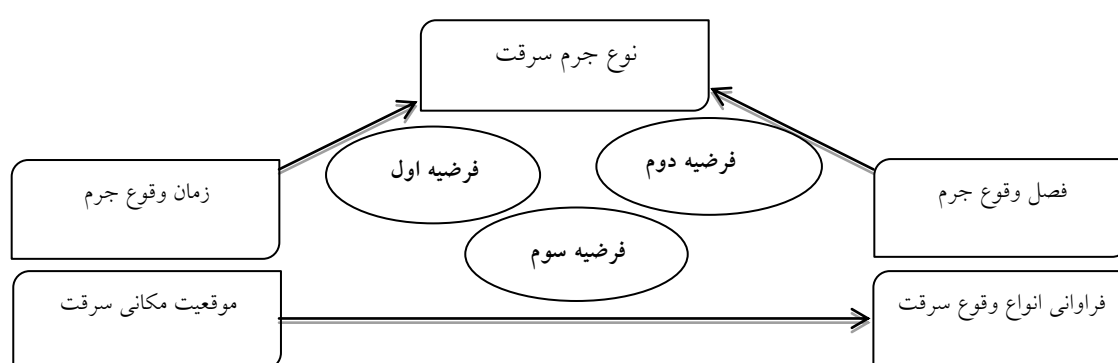 نوع جرم سرقت
فرضیه دوم
فرضیه اول
فصل وقوع جرم
زمان وقوع جرم
فرضیه سوم
فراوانی انواع وقوع سرقت
موقعیت مکانی سرقت